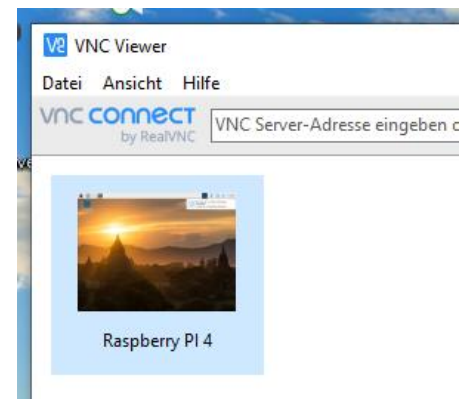 VNC Viewer
Datei Ansicht Hilfe
VNC CONNECT
by RealVNC
VNC Server-Adresse eingeben
Raspberry PI 4